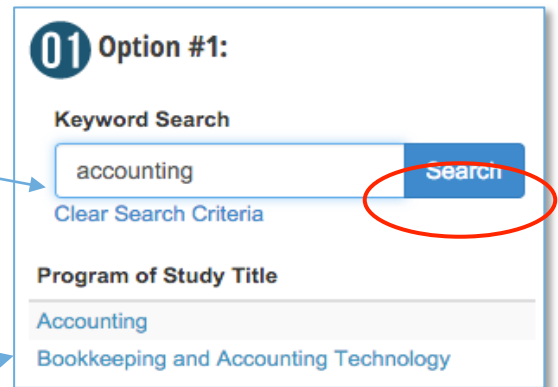 01 Option #1:
Keyword Search
accounting Search
Clear Search Criteria
Program of Study Title
Accounting
Bookkeeping and Accounting Technology